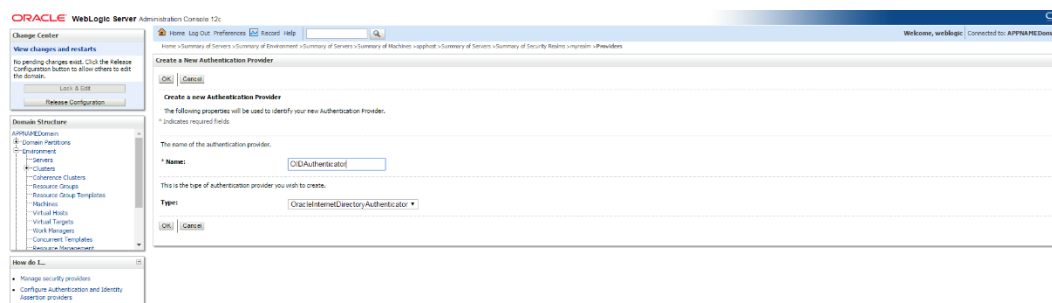 ORACLE WebLogic Server Administration Console 12c
Change Center
View changes and restarts
No pending changes exist. Click the Release
Configuration button to allow others to edit
the domain.
Lock & Edit
Release Configuration
Domain Structure
APPNAMEDomain
Domain Partitions
Environment
Servers
Clusters
Coherence Clusters
Resource Groups
Resource Group Templates
Machines
Virtual Hosts
Virtual Targets
Work Managers
Concurrent Templates
Resource Management
How do I...
Manage security providers
Configure Authentication and Identity
Assertion providers
Home Log Out Preferences Record Help
Welcome, weblogic Connected to: APPNAMEDom
Home >Summary of Servers >Summary of Environment >Summary of Servers >Summary of Machines >apphost >Summary of Servers >Summary of Security Realms >myrealm >Providers
Create a New Authentication Provider
OK Cancel
Create a new Authentication Provider
The following properties will be used to identify your new Authentication Provider.
* Indicates required fields
The name of the authentication provider.
* Name: OIDAuthenticator
This is the type of authentication provider you wish to create.
Type: OracleInternetDirectoryAuthenticator
OK Cancel